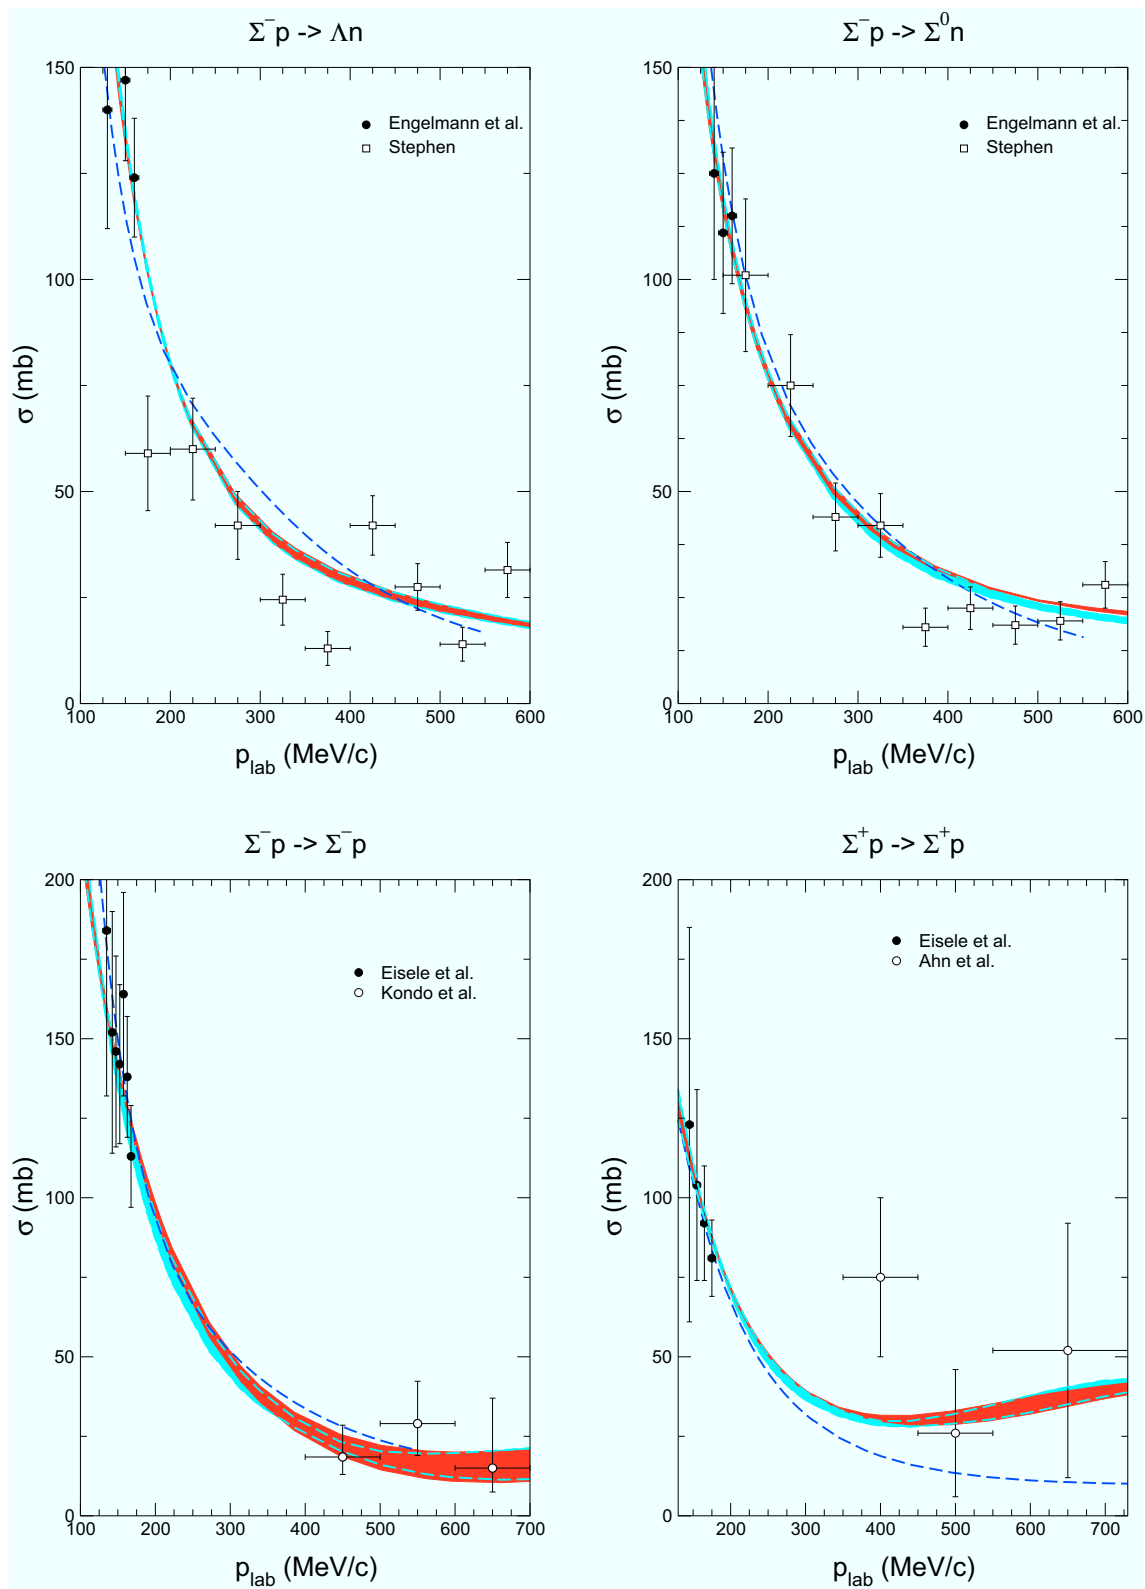 Σ⁻p -> Λn
150
100
50
0
σ (mb)
Engelmann et al.
Stephen
100 200 300 400 500 600
p_lab (MeV/c)
Σ⁻p -> Σ⁰n
150
100
50
0
σ (mb)
Engelmann et al.
Stephen
100 200 300 400 500 600
p_lab (MeV/c)
Σ⁻p -> Σ⁻p
200
150
100
50
0
σ (mb)
Eisele et al.
Kondo et al.
100 200 300 400 500 600 700
p_lab (MeV/c)
Σ⁺p -> Σ⁺p
200
150
100
50
0
σ (mb)
Eisele et al.
Ahn et al.
200 300 400 500 600 700
p_lab (MeV/c)